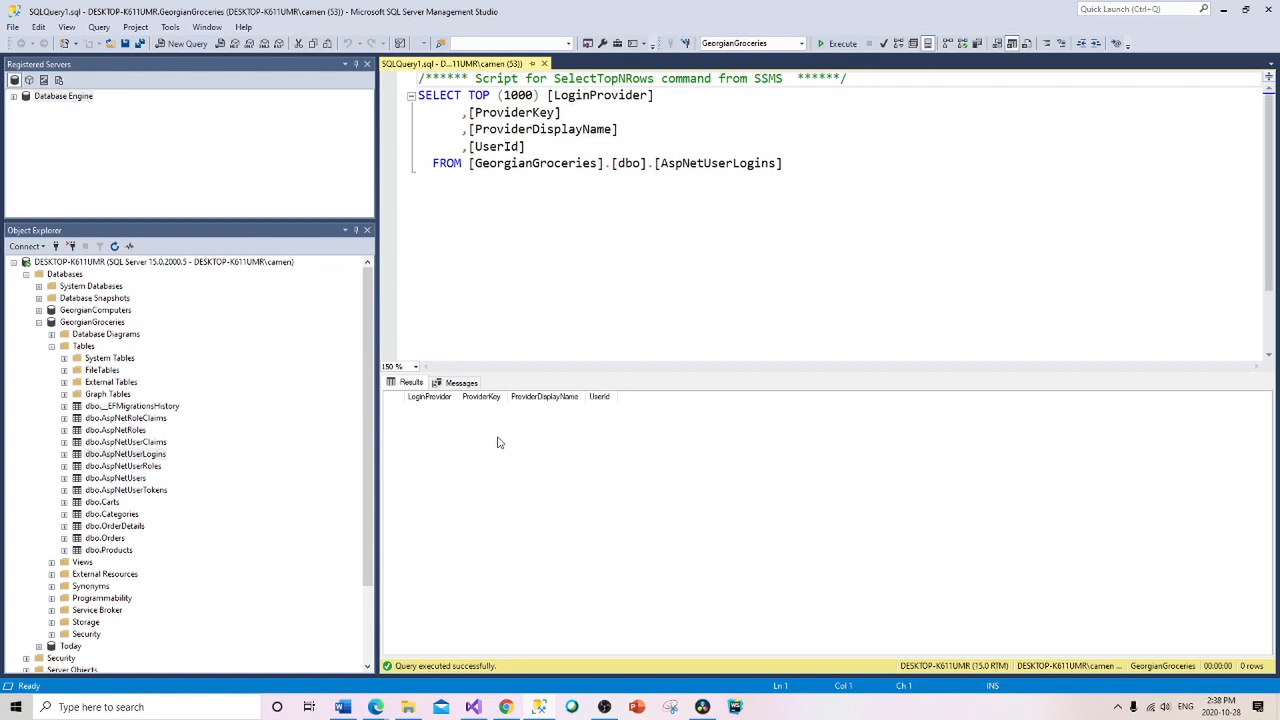 SQLQuery1.sql - DESKTOP-K611UMR.GeorgianGroceries (DESKTOP-K611UMR\camen (53)) - Microsoft SQL Server Management Studio
Quick Launch (Ctrl+Q)
File Edit View Query Project Tools Window Help
New Query
GeorgianGroceries
Execute
Registered Servers
Database Engine
SQLQuery1.sql - D...11UMR\camen (53))
/****** Script for SelectTopNRows command from SSMS ******/
SELECT TOP (1000) [LoginProvider]
,[ProviderKey]
,[ProviderDisplayName]
,[UserId]
FROM [GeorgianGroceries].[dbo].[AspNetUserLogins]
Object Explorer
Connect
DESKTOP-K611UMR (SQL Server 15.0.2000.5 - DESKTOP-K611UMR\camen)
Databases
System Databases
Database Snapshots
GeorgianComputers
GeorgianGroceries
Database Diagrams
Tables
System Tables
FileTables
External Tables
Graph Tables
dbo.__EFMigrationsHistory
dbo.AspNetRoleClaims
dbo.AspNetRoles
dbo.AspNetUserClaims
dbo.AspNetUserLogins
dbo.AspNetUserRoles
dbo.AspNetUsers
dbo.AspNetUserTokens
dbo.Carts
dbo.Categories
dbo.OrderDetails
dbo.Orders
dbo.Products
Views
External Resources
Synonyms
Programmability
Service Broker
Storage
Security
Today
Security
Server Objects
150 %
Results Messages
LoginProvider ProviderKey ProviderDisplayName UserId
Query executed successfully.
DESKTOP-K611UMR (15.0 RTM) DESKTOP-K611UMR\camen ... GeorgianGroceries 00:00:00 0 rows
Ready
Ln 1 Col 1 Ch 1 INS
Type here to search
2:38 PM
2020-10-28